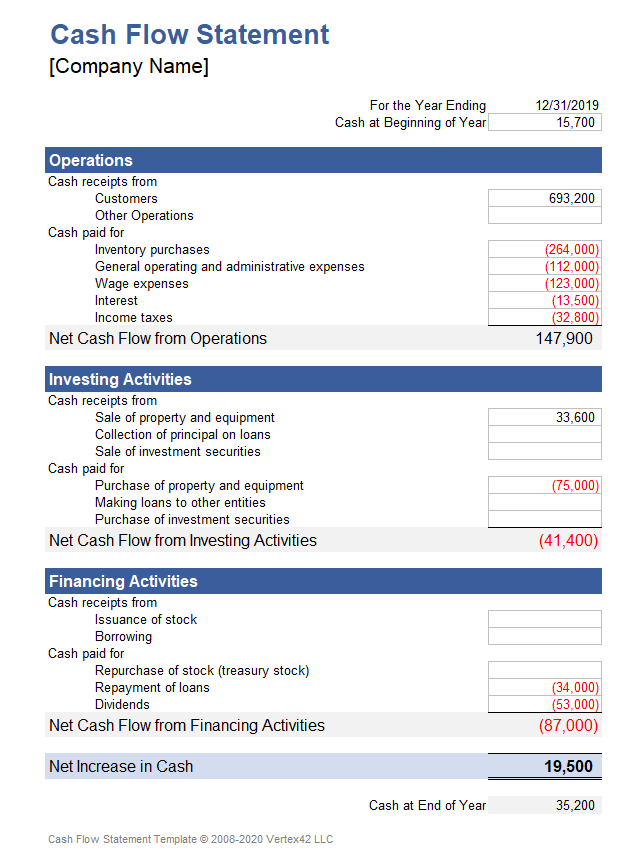 Cash Flow Statement
[Company Name]
For the Year Ending 12/31/2019
Cash at Beginning of Year 15,700
Operations
Cash receipts from
Customers 693,200
Other Operations
Cash paid for
Inventory purchases (264,000)
General operating and administrative expenses (112,000)
Wage expenses (123,000)
Interest (13,500)
Income taxes (32,800)
Net Cash Flow from Operations 147,900
Investing Activities
Cash receipts from
Sale of property and equipment 33,600
Collection of principal on loans
Sale of investment securities
Cash paid for
Purchase of property and equipment (75,000)
Making loans to other entities
Purchase of investment securities
Net Cash Flow from Investing Activities (41,400)
Financing Activities
Cash receipts from
Issuance of stock
Borrowing
Cash paid for
Repurchase of stock (treasury stock)
Repayment of loans (34,000)
Dividends (53,000)
Net Cash Flow from Financing Activities (87,000)
Net Increase in Cash 19,500
Cash at End of Year 35,200
Cash Flow Statement Template © 2008-2020 Vertex42 LLC